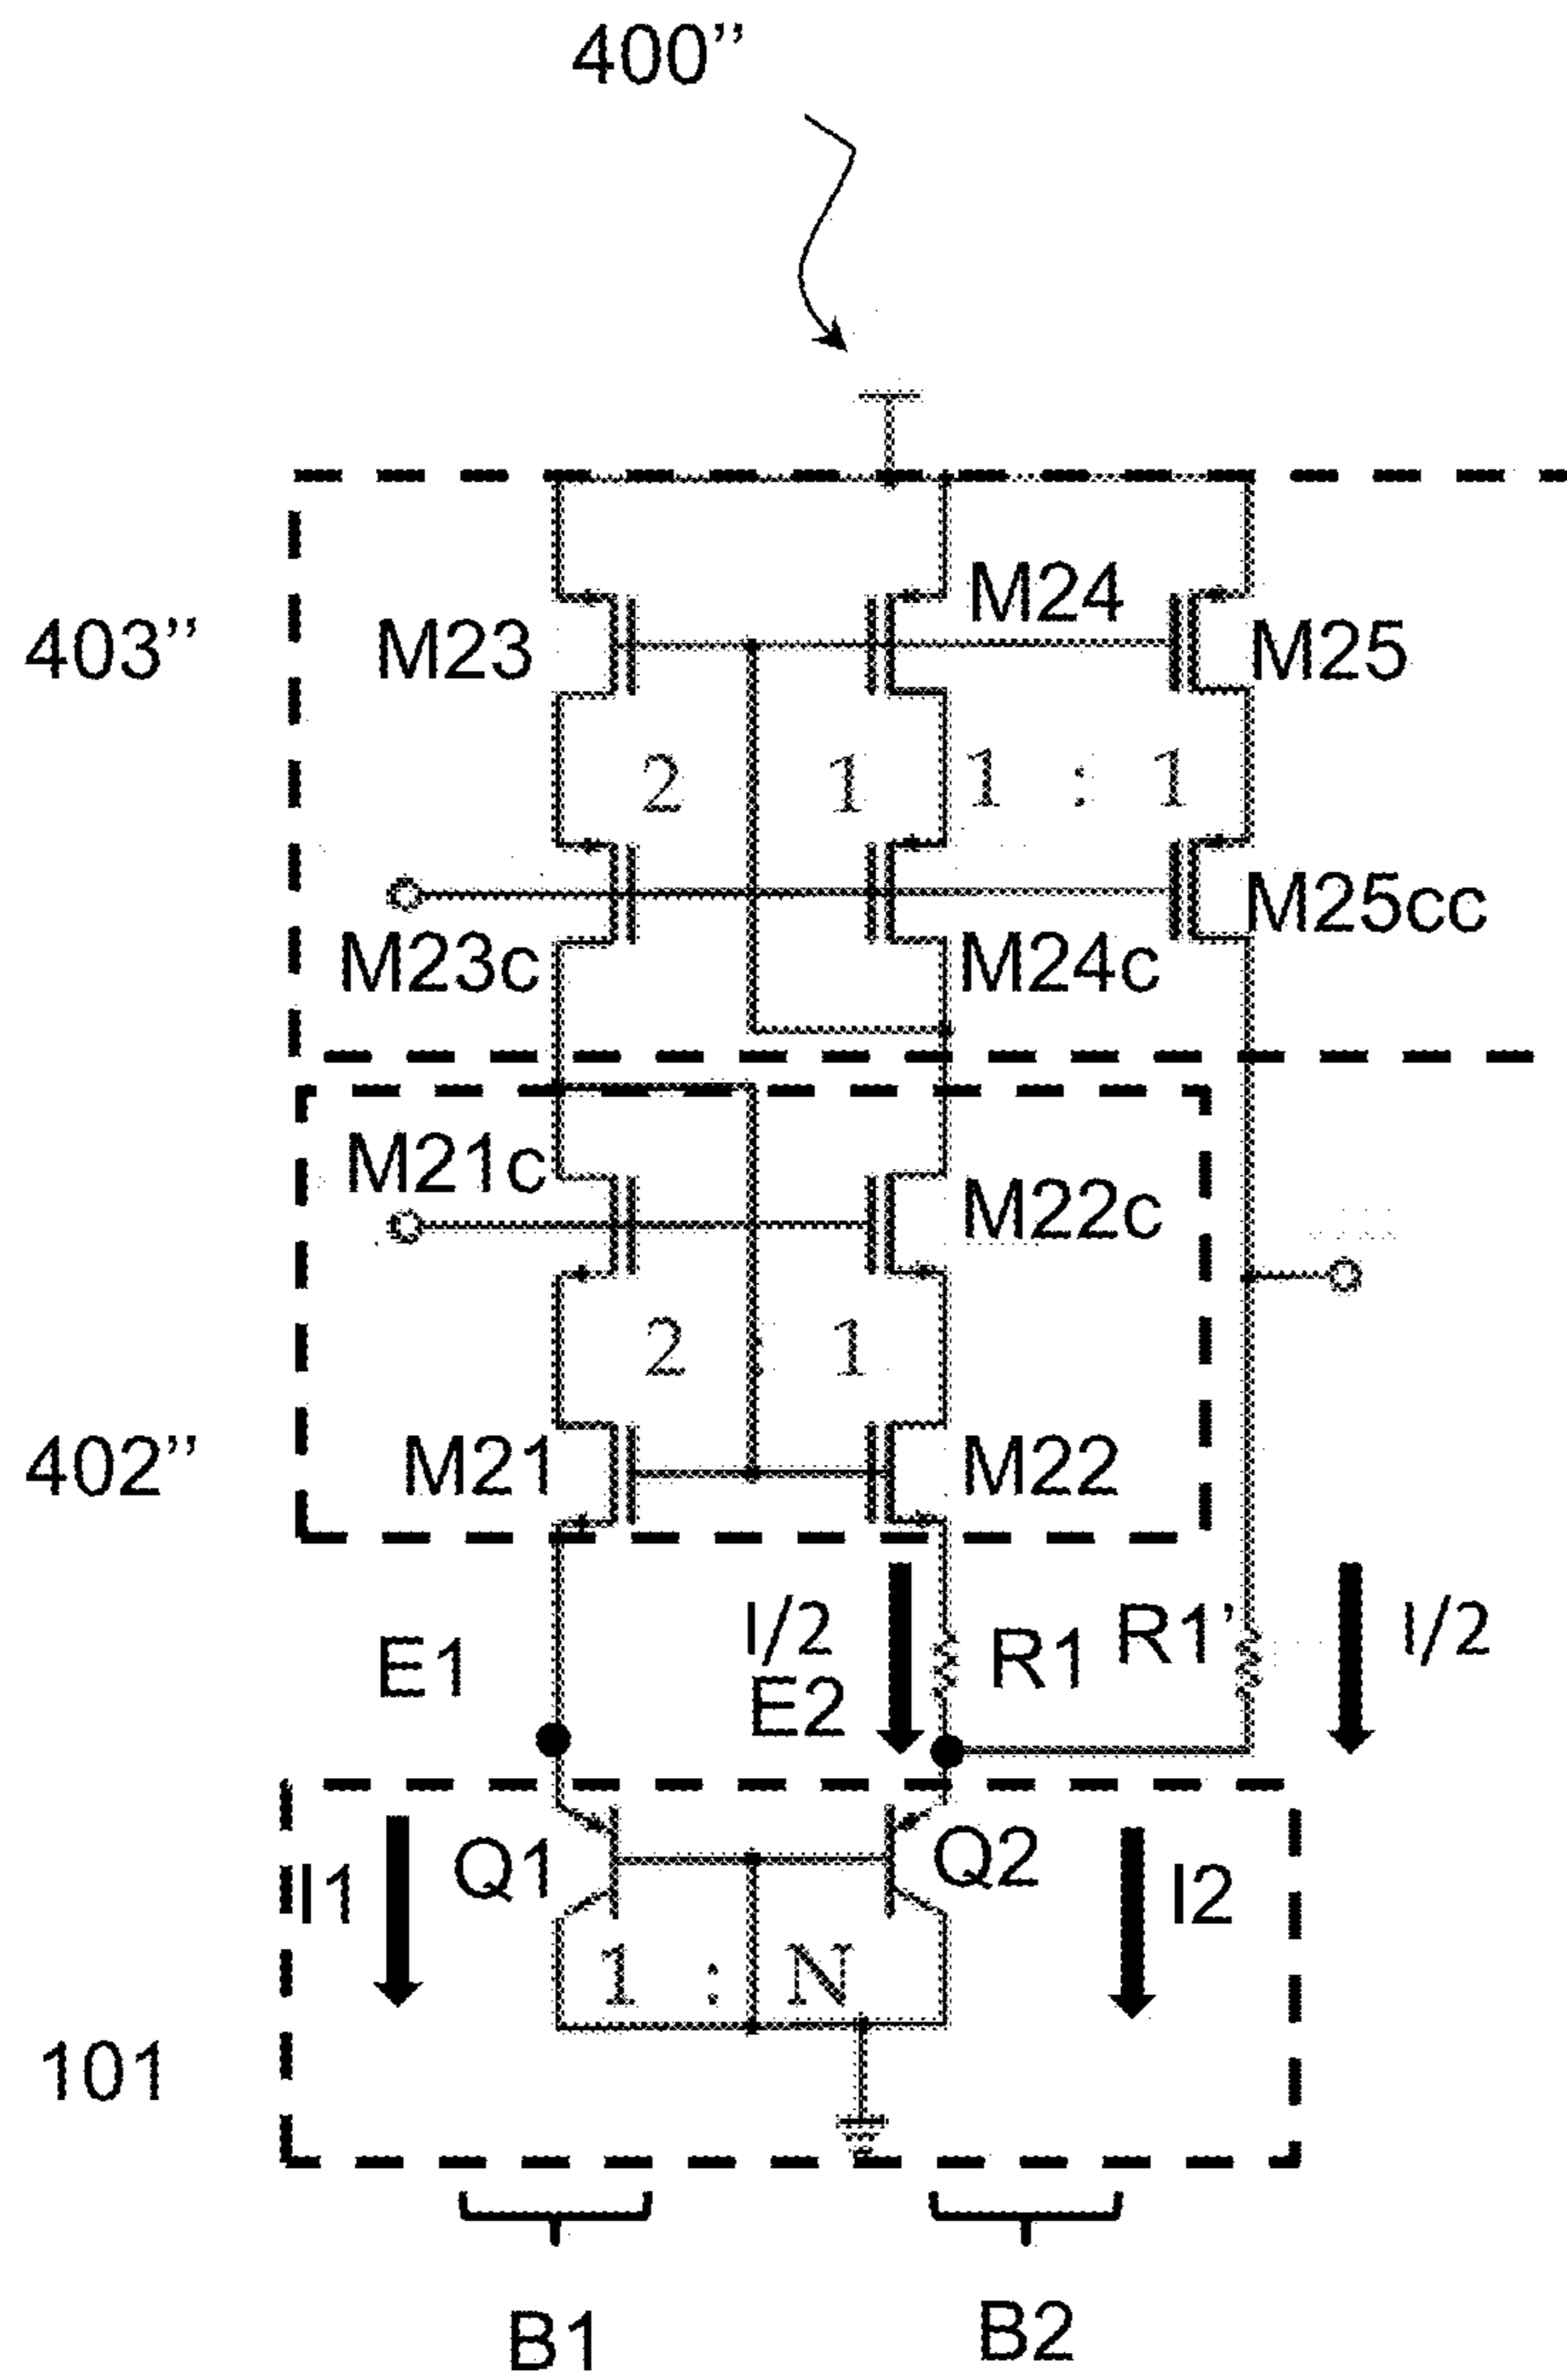 400”
403”
M23
M24
M25
2
1
1 : 1
M23c
M24c
M25cc
M21c
M22c
2
1
402”
M21
M22
E1
I/2
E2
R1
R1’
I/2
I1
Q1
Q2
I2
1 : N
101
B1
B2